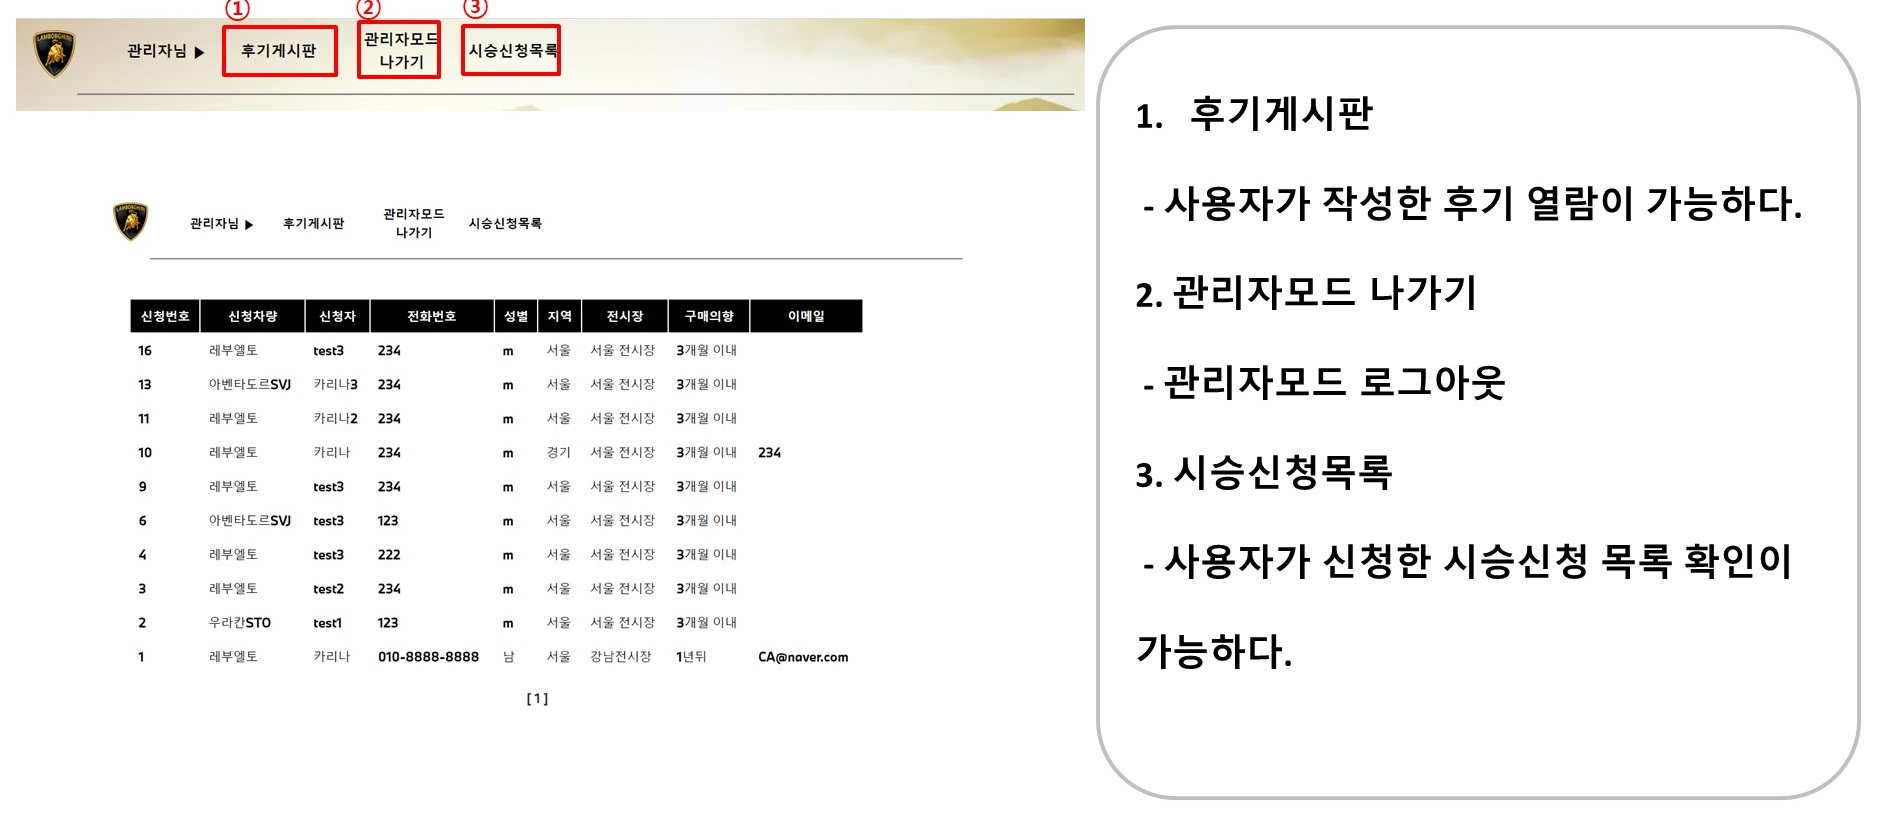 ① ② ③
LAMBORGHINI
관리자님 ▶ 후기게시판 관리자모드 시승신청목록
나가기
LAMBORGHINI
관리자님 ▶ 후기게시판 관리자모드 시승신청목록
나가기
신청번호 신청차량 신청자 전화번호 성별 지역 전시장 구매의향 이메일
16 레부엘토 test3 234 m 서울 서울 전시장 3개월 이내
13 아벤타도르SVJ 카리나3 234 m 서울 서울 전시장 3개월 이내
11 레부엘토 카리나2 234 m 서울 서울 전시장 3개월 이내
10 레부엘토 카리나 234 m 경기 서울 전시장 3개월 이내 234
9 레부엘토 test3 234 m 서울 서울 전시장 3개월 이내
6 아벤타도르SVJ test3 123 m 서울 서울 전시장 3개월 이내
4 레부엘토 test3 222 m 서울 서울 전시장 3개월 이내
3 레부엘토 test2 234 m 서울 서울 전시장 3개월 이내
2 우라칸STO test1 123 m 서울 서울 전시장 3개월 이내
1 레부엘토 카리나 010-8888-8888 남 서울 강남전시장 1년뒤 CA@naver.com
[ 1 ]
1. 후기게시판
- 사용자가 작성한 후기 열람이 가능하다.
2. 관리자모드 나가기
- 관리자모드 로그아웃
3. 시승신청목록
- 사용자가 신청한 시승신청 목록 확인이
가능하다.